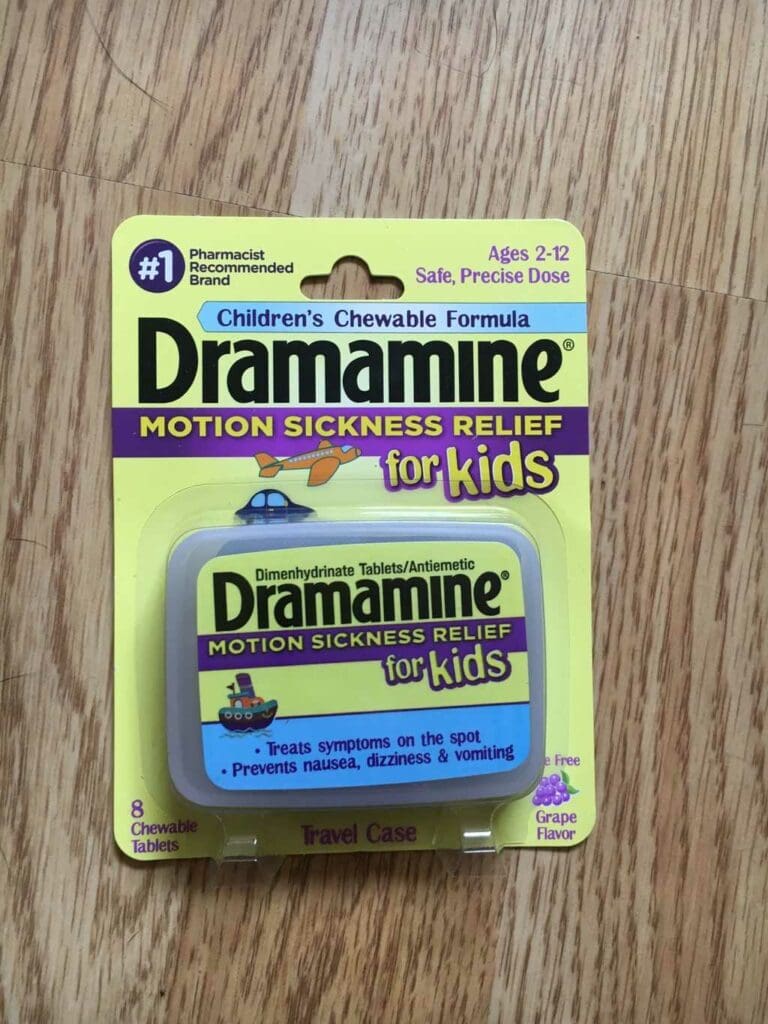 #1 Pharmacist
Recommended
Brand
Ages 2-12
Safe, Precise Dose
Children's Chewable Formula
Dramamine®
MOTION SICKNESS RELIEF
for kids
Dimenhydrinate Tablets/Antiemetic
Dramamine®
MOTION SICKNESS RELIEF
for kids
• Treats symptoms on the spot
• Prevents nausea, dizziness & vomiting
8
Chewable
Tablets
Travel Case
Free
Grape
Flavor